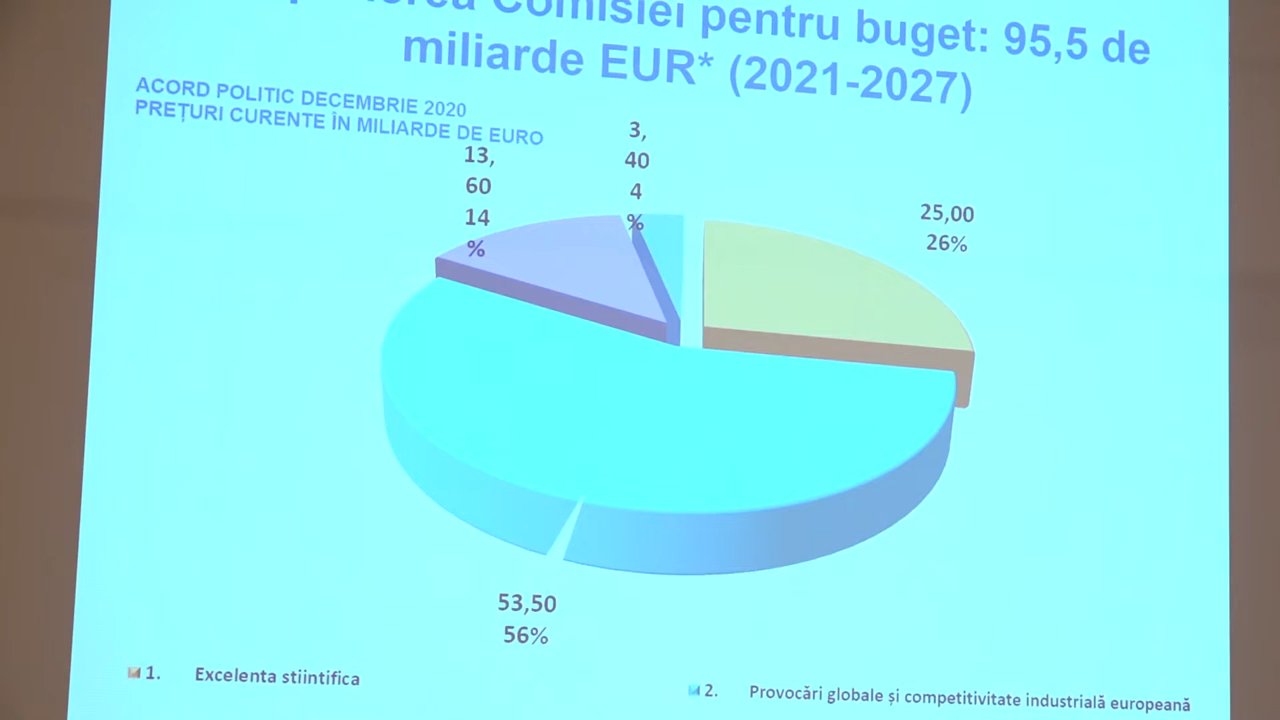 Comisiei pentru buget: 95,5 de
miliarde EUR* (2021-2027)
ACORD POLITIC DECEMBRIE 2020
PREȚURI CURENTE ÎN MILIARDE DE EURO
13,
60
14
%
3,
40
4
%
25,00
26%
53,50
56%
1. Excelenta stiintifica
2. Provocări globale și competitivitate industrială europeană